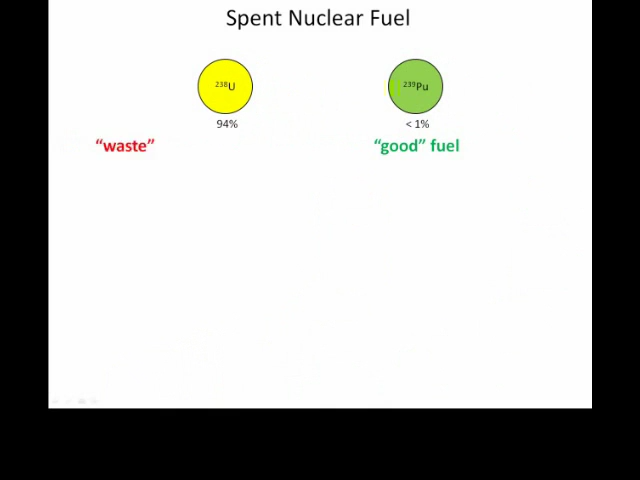 Spent Nuclear Fuel
²³⁸U
²³⁹Pu
94%
< 1%
“waste”
“good” fuel